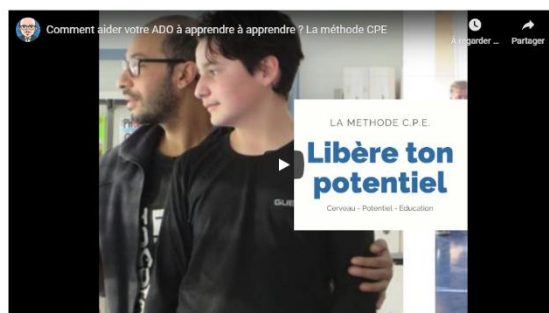 Comment aider votre ADO à apprendre à apprendre ? La méthode CPE
À regarder ...
Partager
LA METHODE C.P.E.
Libère ton
potentiel
Cerveau - Potentiel - Education
GUE